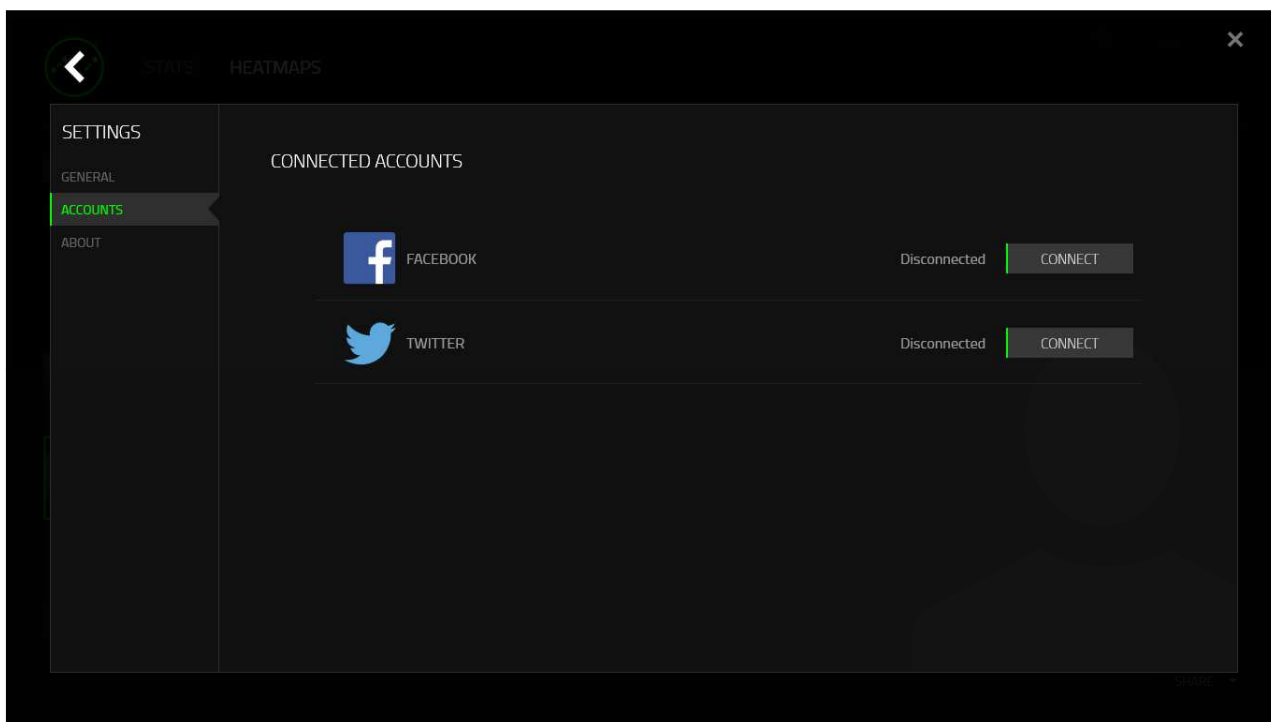 STATS HEATMAPS
SETTINGS
GENERAL
ACCOUNTS
ABOUT
CONNECTED ACCOUNTS
FACEBOOK Disconnected CONNECT
TWITTER Disconnected CONNECT
SHARE